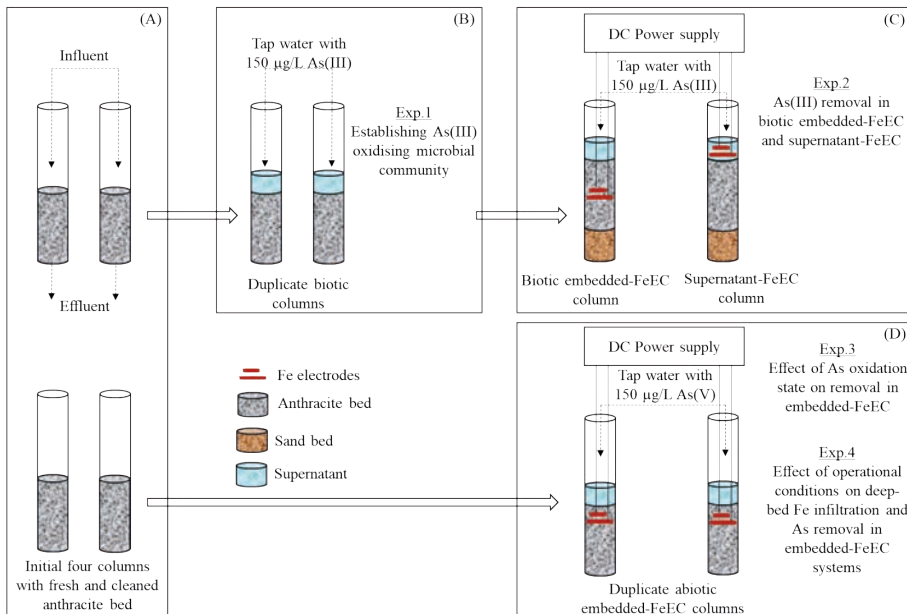 (A)
Influent
Effluent
Initial four columns
with fresh and cleaned
anthracite bed
(B)
Tap water with
150 µg/L As(III)
Exp.1
Establishing As(III)
oxidising microbial
community
Duplicate biotic
columns
(C)
DC Power supply
Tap water with
150 µg/L As(III)
Exp.2
As(III) removal in
biotic embedded-FeEC
and supernatant-FeEC
Biotic embedded-FeEC
column
Supernatant-FeEC
column
Fe electrodes
Anthracite bed
Sand bed
Supernatant
(D)
DC Power supply
Tap water with
150 µg/L As(V)
Exp.3
Effect of As oxidation
state on removal in
embedded-FeEC
Exp.4
Effect of operational
conditions on deep-
bed Fe infiltration and
As removal in
embedded-FeEC
systems
Duplicate abiotic
embedded-FeEC columns